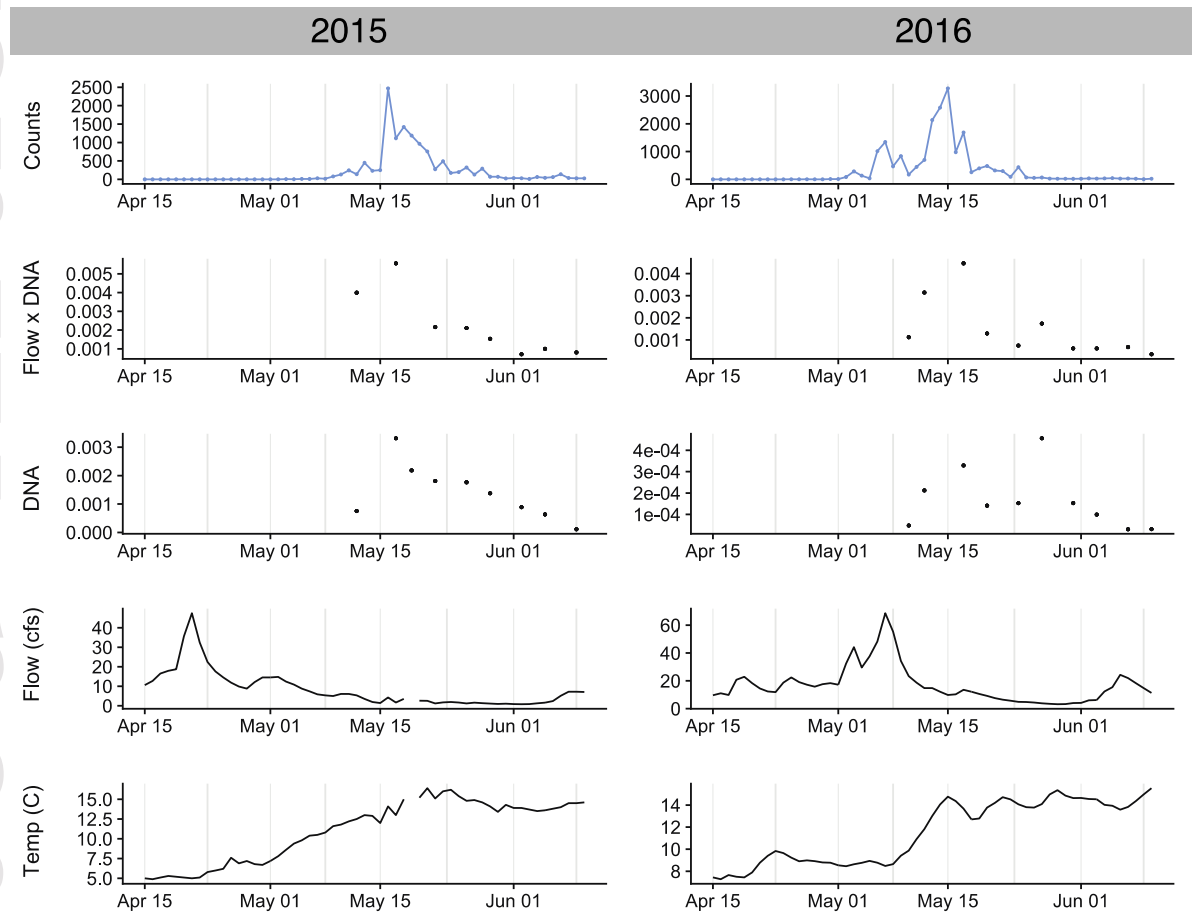 2015 2016
Counts
2500
2000
1500
1000
500
0
Apr 15 May 01 May 15 Jun 01
3000
2000
1000
0
Apr 15 May 01 May 15 Jun 01
Flow x DNA
0.005
0.004
0.003
0.002
0.001
Apr 15 May 01 May 15 Jun 01
0.004
0.003
0.002
0.001
Apr 15 May 01 May 15 Jun 01
DNA
0.003
0.002
0.001
0.000
Apr 15 May 01 May 15 Jun 01
4e-04
3e-04
2e-04
1e-04
Apr 15 May 01 May 15 Jun 01
Flow (cfs)
40
30
20
10
0
Apr 15 May 01 May 15 Jun 01
60
40
20
0
Apr 15 May 01 May 15 Jun 01
Temp (C)
15.0
12.5
10.0
7.5
5.0
Apr 15 May 01 May 15 Jun 01
14
12
10
8
Apr 15 May 01 May 15 Jun 01